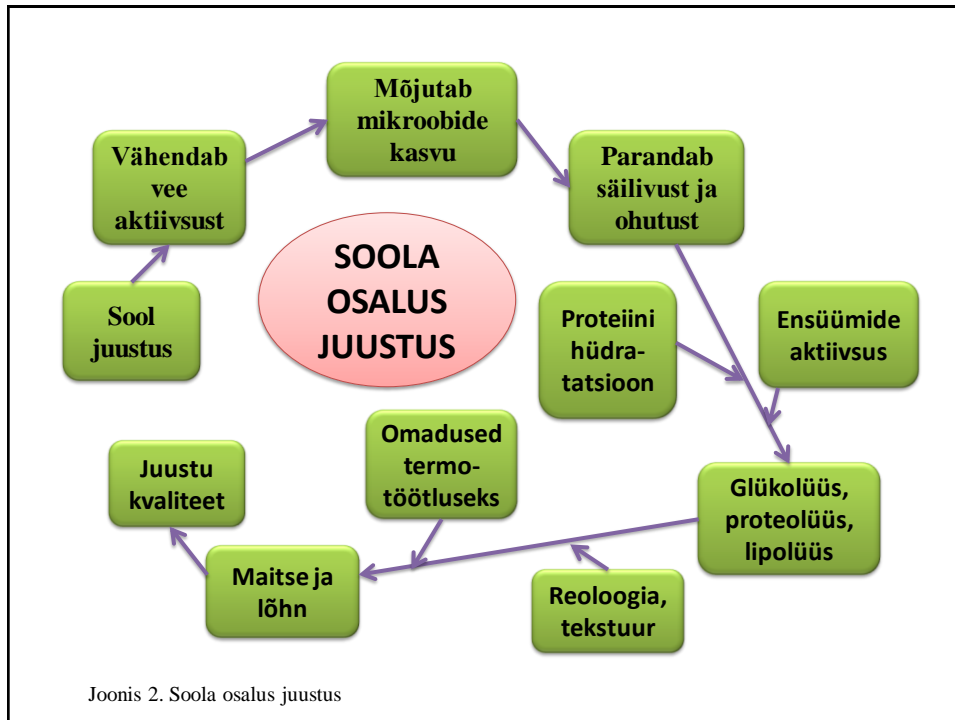 Mõjutab
mikroobide
kasvu
Vähendab
vee
aktiivsust
Parandab
säilivust ja
ohutust
SOOLA
OSALUS
JUUSTUS
Sool
juustus
Proteiini
hüdra-
tatsioon
Ensüümide
aktiivsus
Omadused
termo-
töötluseks
Juustu
kvaliteet
Glükolüüs,
proteolüüs,
lipolüüs
Maitse ja
lõhn
Reoloogia,
tekstuur
Joonis 2. Soola osalus juustus